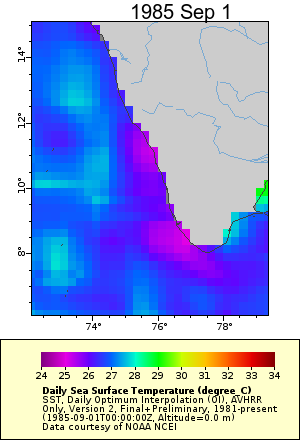 1985 Sep 1
14°
12°
10°
8°
74° 76° 78°
24 25 26 27 28 29 30 31 32 33 34
Daily Sea Surface Temperature (degree_C)
SST, Daily Optimum Interpolation (OI), AVHRR
Only, Version 2, Final+Preliminary, 1981-present
(1985-09-01T00:00:00Z, Altitude=0.0 m)
Data courtesy of NOAA NCEI